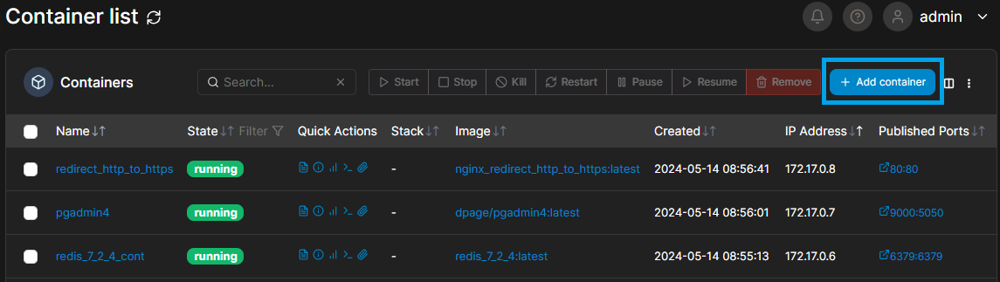 Container list
admin
Containers Search... Start Stop Kill Restart Pause Resume Remove + Add container
Name State Filter Quick Actions Stack Image Created IP Address Published Ports
redirect_http_to_https running - nginx_redirect_http_to_https:latest 2024-05-14 08:56:41 172.17.0.8 80:80
pgadmin4 running - dpage/pgadmin4:latest 2024-05-14 08:56:01 172.17.0.7 9000:5050
redis_7_2_4_cont running - redis_7_2_4:latest 2024-05-14 08:55:13 172.17.0.6 6379:6379